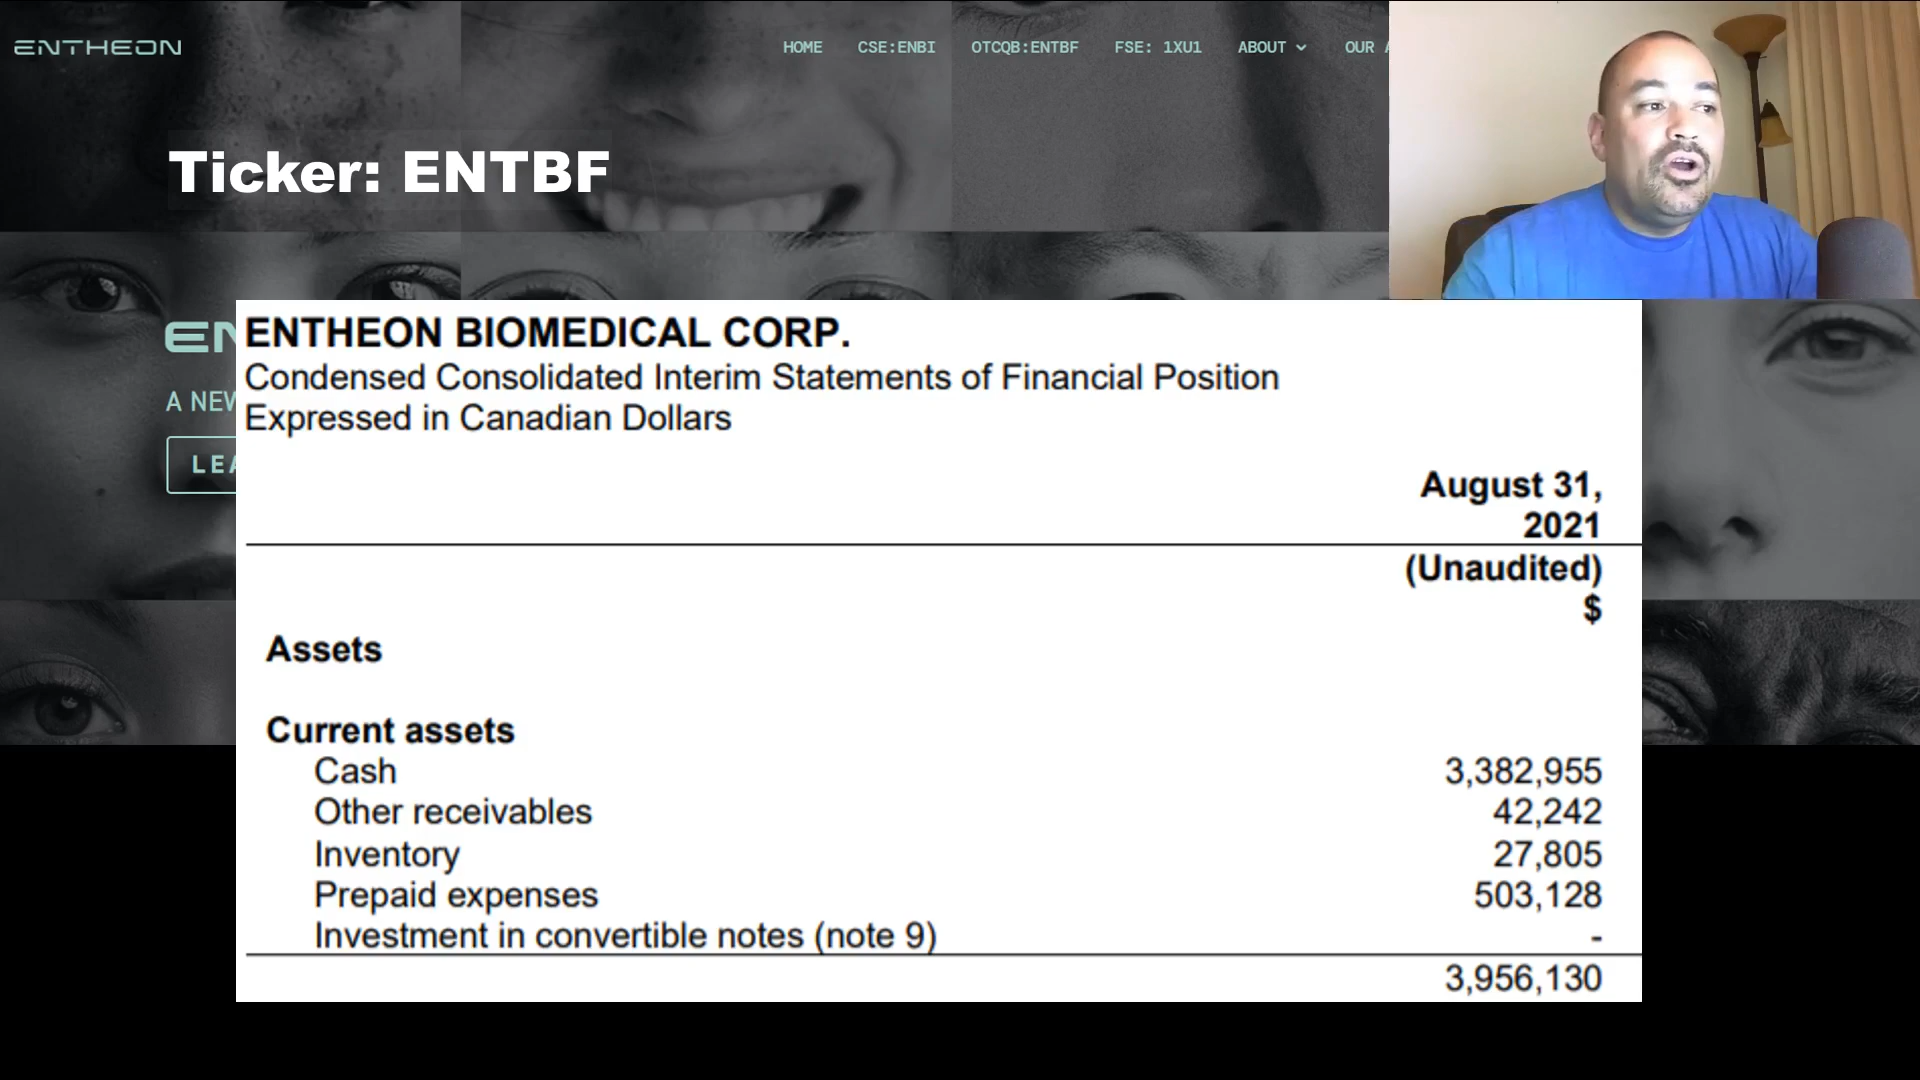 ENTHEON
HOME CSE:ENBI OTCQB:ENTBF FSE: 1XU1 ABOUT OUR
Ticker: ENTBF
A NEW
ENTHEON BIOMEDICAL CORP.
Condensed Consolidated Interim Statements of Financial Position
Expressed in Canadian Dollars
August 31,
2021
(Unaudited)
$
Assets
Current assets
Cash 3,382,955
Other receivables 42,242
Inventory 27,805
Prepaid expenses 503,128
Investment in convertible notes (note 9) -
3,956,130